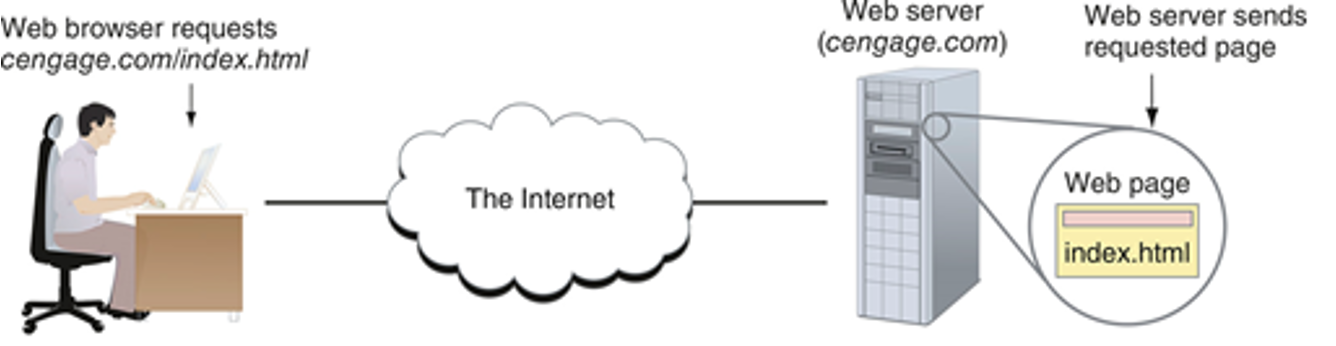 Web browser requests
cengage.com/index.html
The Internet
Web server
(cengage.com)
Web server sends
requested page
Web page
index.html